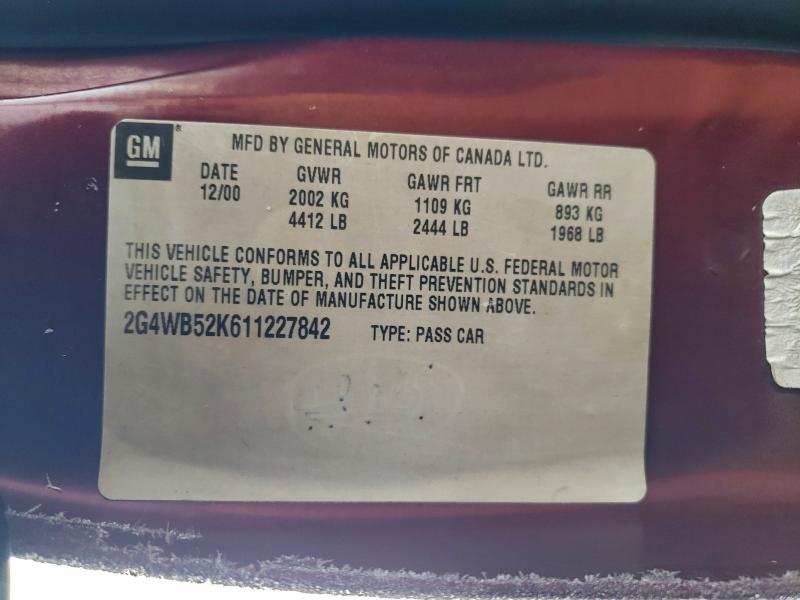 GM®
MFD BY GENERAL MOTORS OF CANADA LTD.
DATE GVWR GAWR FRT GAWR RR
12/00 2002 KG 1109 KG 893 KG
4412 LB 2444 LB 1968 LB
THIS VEHICLE CONFORMS TO ALL APPLICABLE U.S. FEDERAL MOTOR
VEHICLE SAFETY, BUMPER, AND THEFT PREVENTION STANDARDS IN
EFFECT ON THE DATE OF MANUFACTURE SHOWN ABOVE.
2G4WB52K611227842 TYPE: PASS CAR